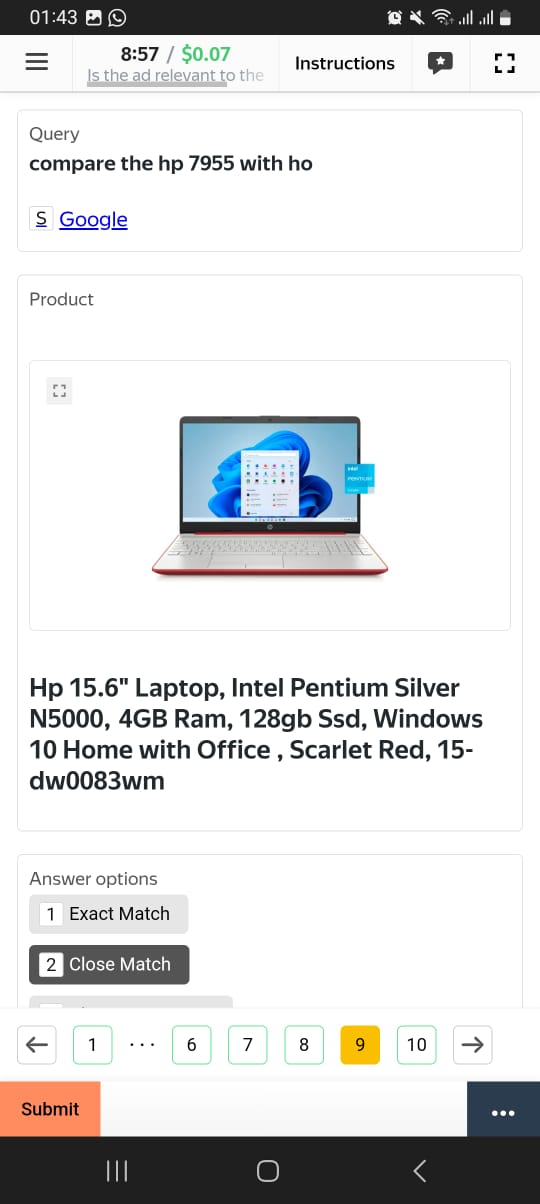 01:43
8:57 / $0.07
Is the ad relevant to the
Instructions
Query
compare the hp 7955 with ho
S Google
Product
intel
PENTIUM
Hp 15.6" Laptop, Intel Pentium Silver
N5000, 4GB Ram, 128gb Ssd, Windows
10 Home with Office , Scarlet Red, 15-
dw0083wm
Answer options
1 Exact Match
2 Close Match
1 ... 6 7 8 9 10
Submit